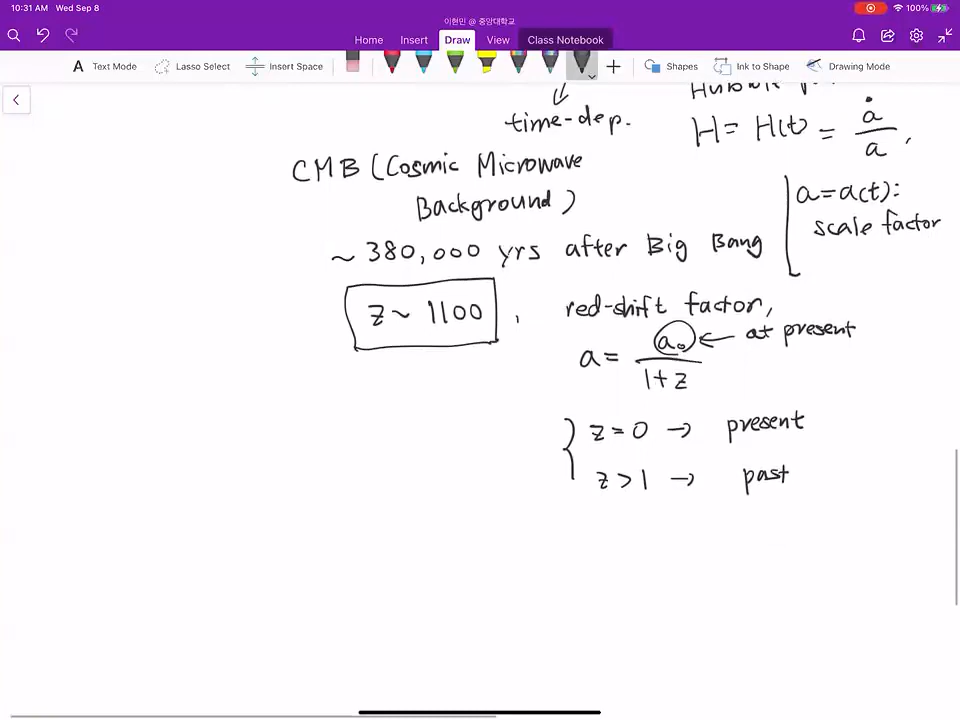 10:31 AM Wed Sep 8
100%
이현민 @ 중앙대학교
Home Insert Draw View Class Notebook
Text Mode Lasso Select Insert Space Shapes Ink to Shape Drawing Mode
time-dep.
H = H(t) = ȧ/a ,
CMB (Cosmic Microwave
Background)
a = a(t):
scale factor
~ 380,000 yrs after Big Bang
z ~ 1100 , red-shift factor,
a = a₀/(1+z) ← at present
z = 0 → present
z > 1 → past